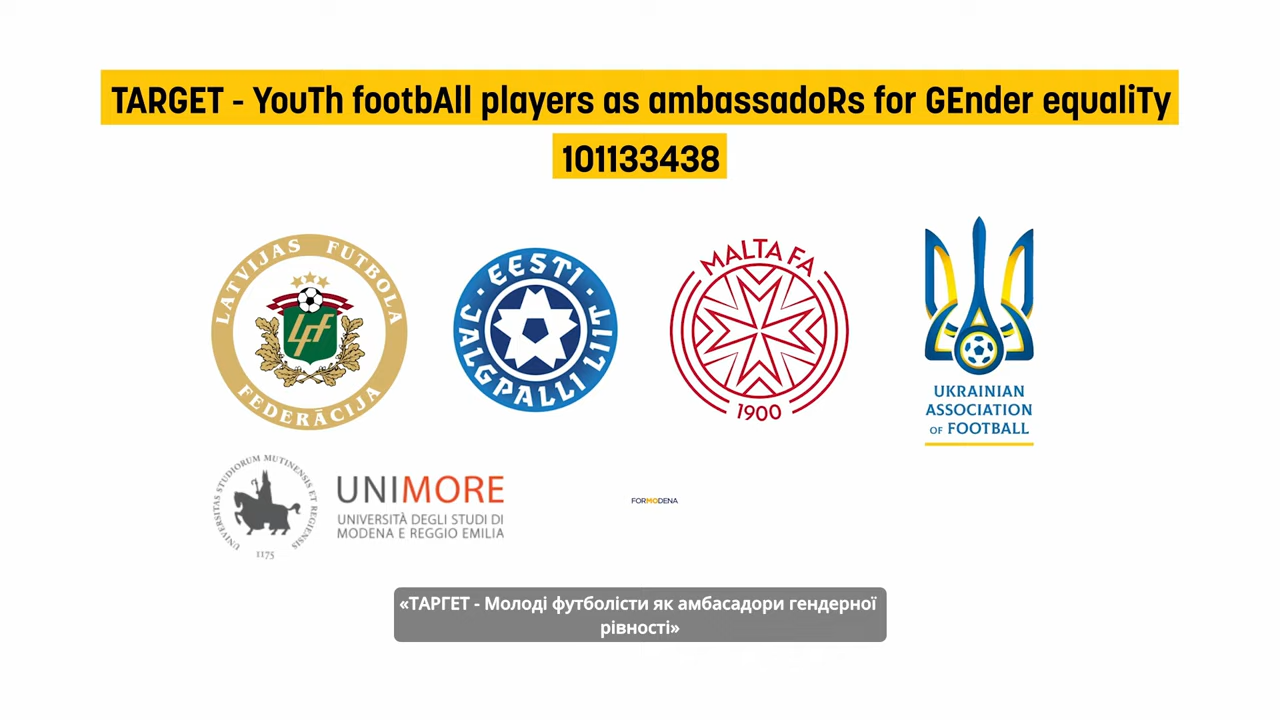 TARGET - YouTh footbAll players as ambassadoRs for GEnder equaliTy
101133438
LATVIJAS FUTBOLA
FEDERĀCIJA
LFF
EESTI
JALGPALLI LIIT
MALTA FA
1900
UKRAINIAN
ASSOCIATION
OF FOOTBALL
UNIVERSITAS STUDIORUM MUTINENSIS ET REGIENSIS
1175
UNIMORE
UNIVERSITÀ DEGLI STUDI DI
MODENA E REGGIO EMILIA
FORMODENA
«ТАРГЕТ - Молоді футболісти як амбасадори гендерної
рівності»